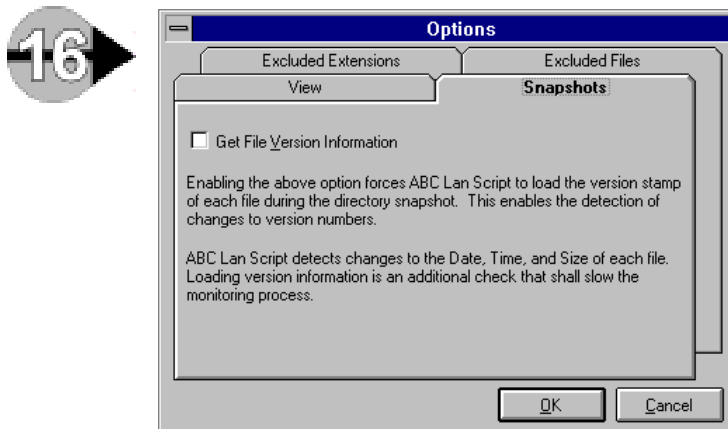 16
Options
Excluded Extensions
Excluded Files
View
Snapshots
Get File Version Information
Enabling the above option forces ABC Lan Script to load the version stamp
of each file during the directory snapshot. This enables the detection of
changes to version numbers.
ABC Lan Script detects changes to the Date, Time, and Size of each file.
Loading version information is an additional check that shall slow the
monitoring process.
OK
Cancel